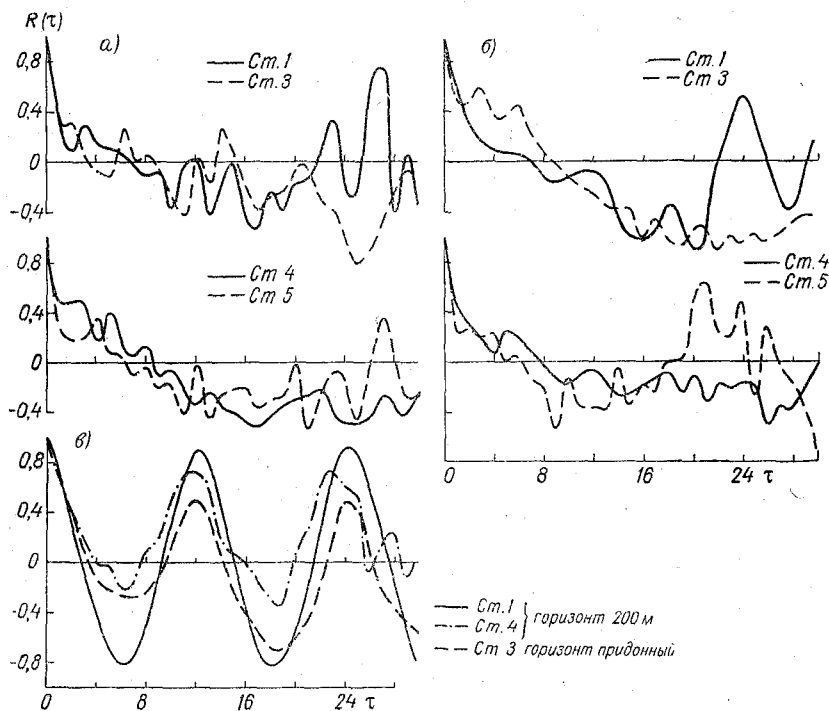 R(τ)
а)
0,8
0,4
0
-0,4
Ст.1
Ст.3
б)
Ст.1
Ст 3
0,8
0,4
0
-0,4
Ст 4
Ст 5
Ст.4
Ст.5
0 8 16 24 τ
в)
0,8
0,4
0
-0,4
-0,8
0 8 16 24 τ
Ст.1
Ст.4
горизонт 200 м
Ст 3 горизонт придонный